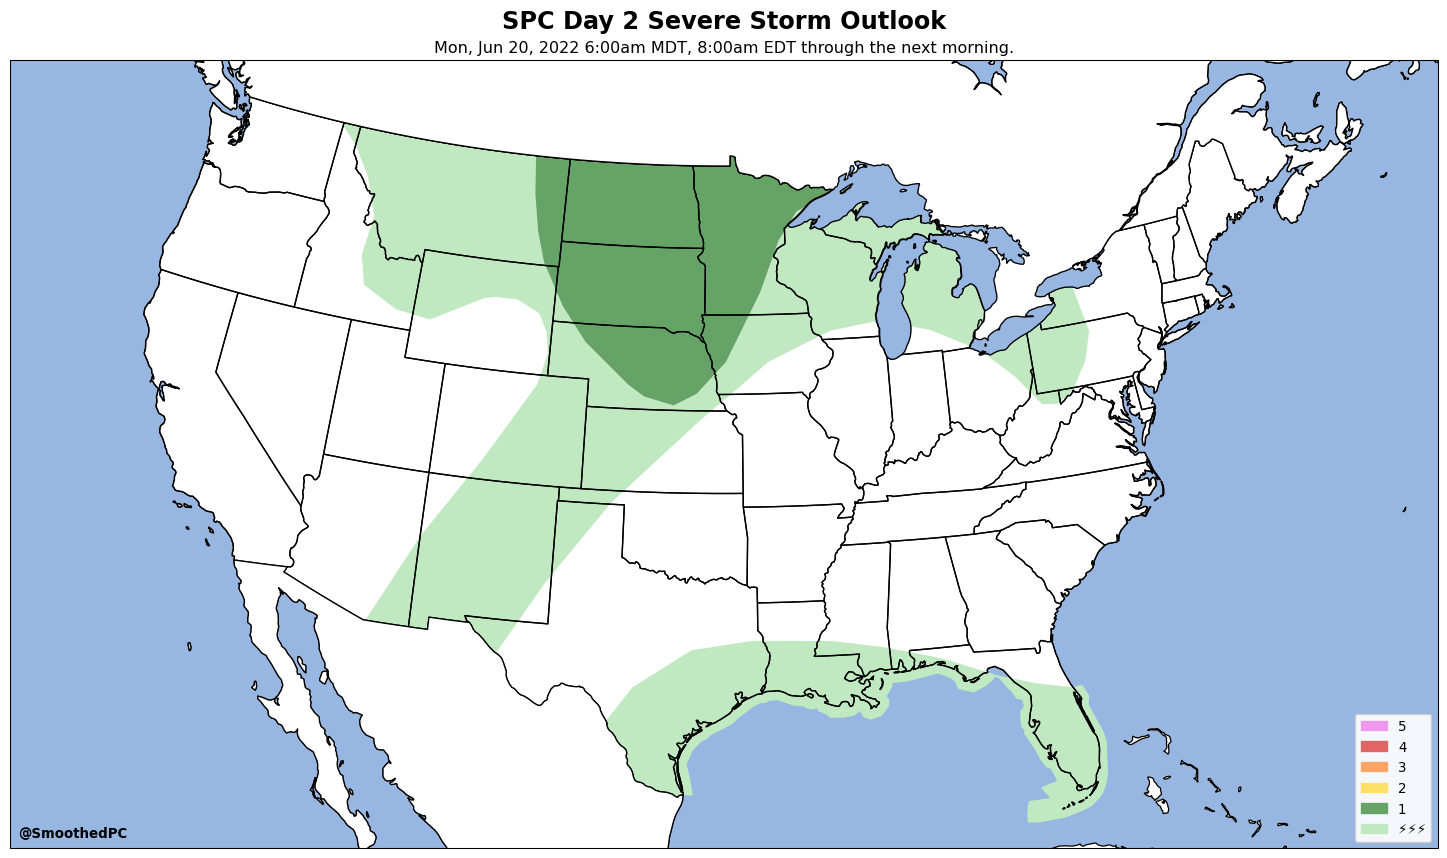 SPC Day 2 Severe Storm Outlook
Mon, Jun 20, 2022 6:00am MDT, 8:00am EDT through the next morning.
5
4
3
2
1
⚡⚡⚡
@SmoothedPC